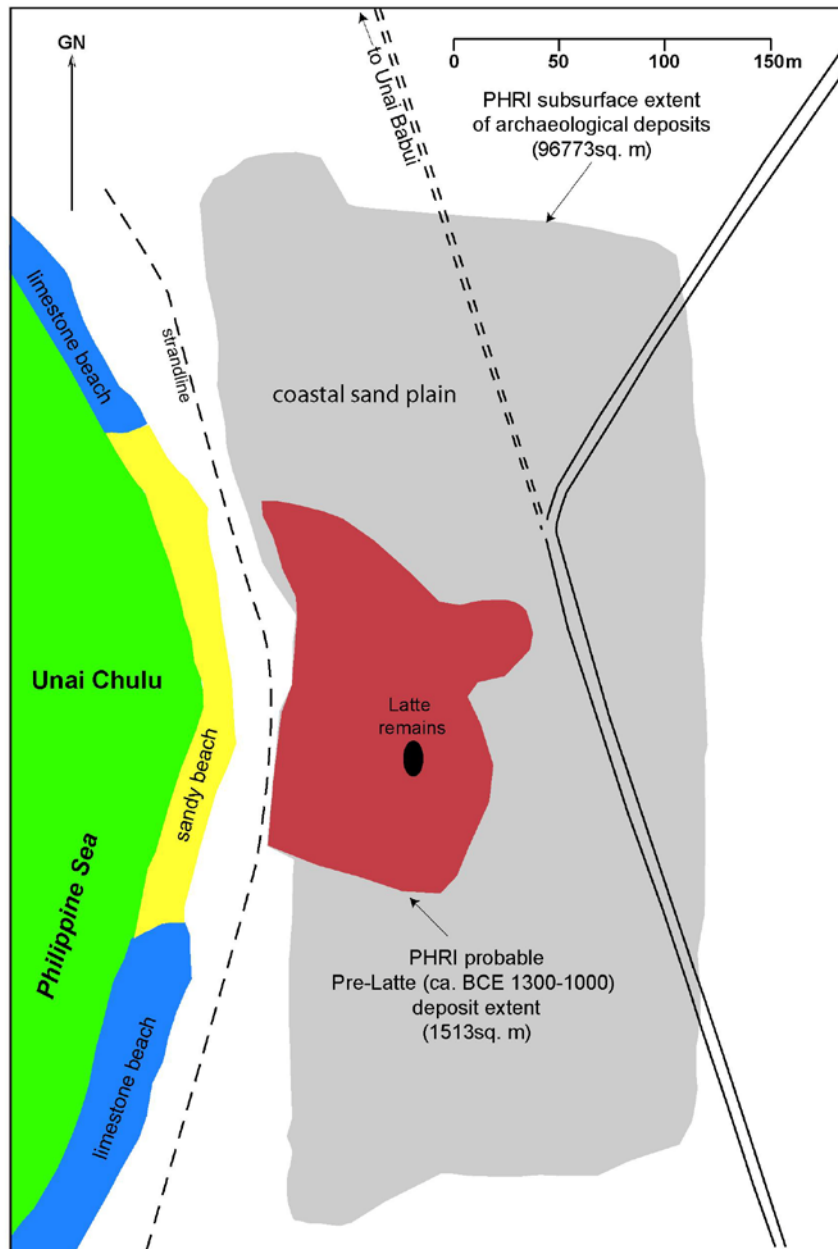 GN
0 50 100 150m
to Unai Babui
PHRI subsurface extent
of archaeological deposits
(96773sq. m)
limestone beach
strandline
coastal sand plain
Unai Chulu
Latte
remains
sandy beach
Philippine Sea
PHRI probable
Pre-Latte (ca. BCE 1300-1000)
deposit extent
(1513sq. m)
limestone beach